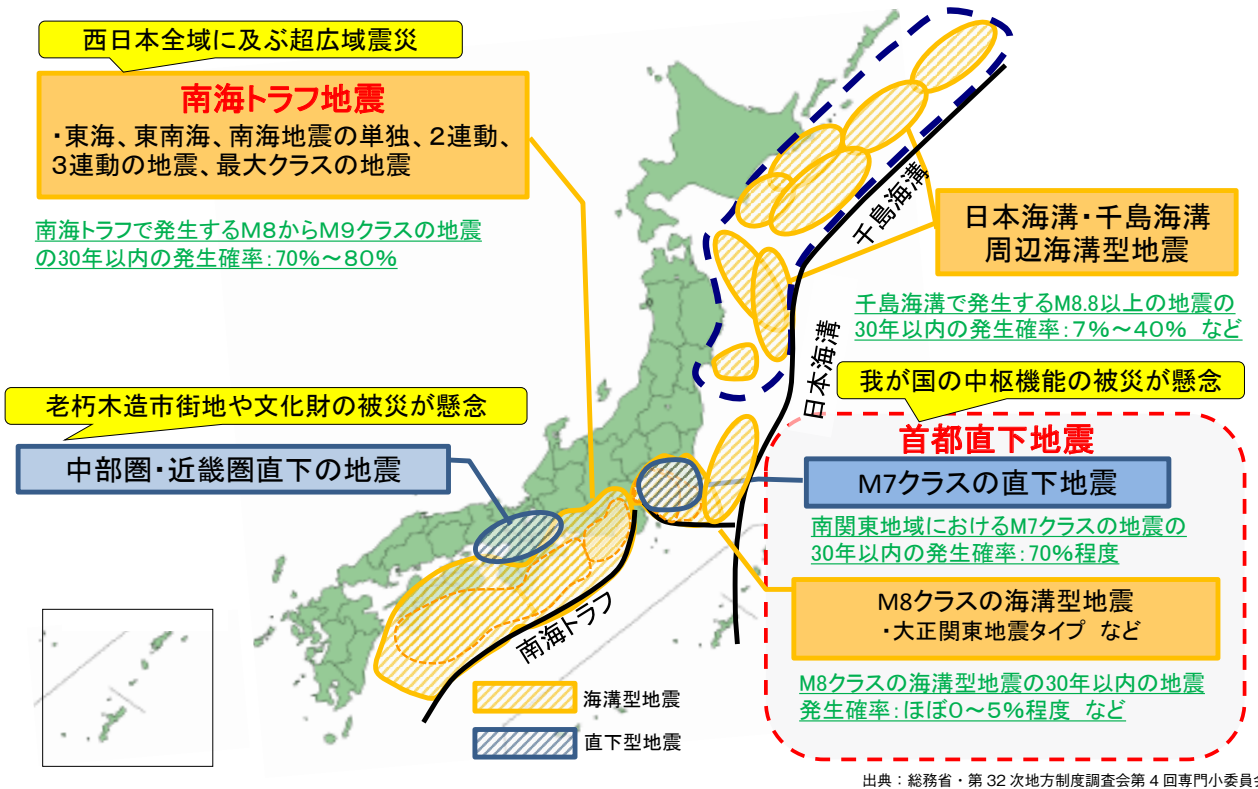 西日本全域に及ぶ超広域震災
南海トラフ地震
・東海、東南海、南海地震の単独、2連動、
3連動の地震、最大クラスの地震
南海トラフで発生するM8からM9クラスの地震
の30年以内の発生確率:70%~80%
千島海溝
日本海溝・千島海溝
周辺海溝型地震
千島海溝で発生するM8.8以上の地震の
30年以内の発生確率:7%~40% など
日本海溝
我が国の中枢機能の被災が懸念
老朽木造市街地や文化財の被災が懸念
中部圏・近畿圏直下の地震
首都直下地震
M7クラスの直下地震
南関東地域におけるM7クラスの地震の
30年以内の発生確率:70%程度
M8クラスの海溝型地震
・大正関東地震タイプ など
M8クラスの海溝型地震の30年以内の地震
発生確率:ほぼ0~5%程度 など
南海トラフ
海溝型地震
直下型地震
出典:総務省・第32次地方制度調査会第4回専門小委員会